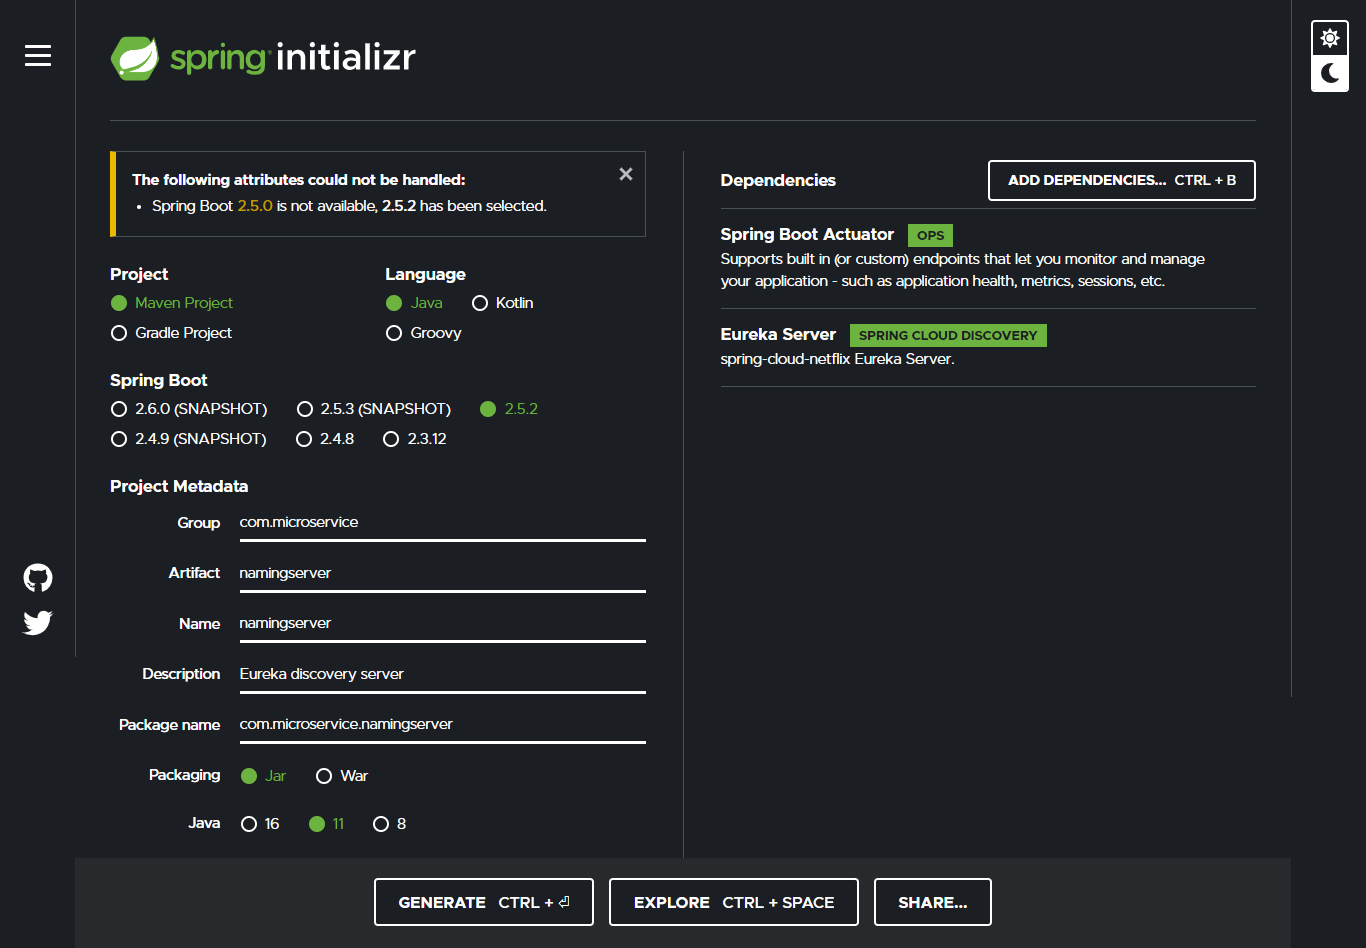 spring initializr
The following attributes could not be handled:
• Spring Boot 2.5.0 is not available, 2.5.2 has been selected.
Project
Maven Project
Gradle Project
Language
Java Kotlin
Groovy
Spring Boot
2.6.0 (SNAPSHOT) 2.5.3 (SNAPSHOT) 2.5.2
2.4.9 (SNAPSHOT) 2.4.8 2.3.12
Project Metadata
Group com.microservice
Artifact namingserver
Name namingserver
Description Eureka discovery server
Package name com.microservice.namingserver
Packaging Jar War
Java 16 11 8
Dependencies ADD DEPENDENCIES... CTRL + B
Spring Boot Actuator OPS
Supports built in (or custom) endpoints that let you monitor and manage
your application - such as application health, metrics, sessions, etc.
Eureka Server SPRING CLOUD DISCOVERY
spring-cloud-netflix Eureka Server.
GENERATE CTRL + ⏎ EXPLORE CTRL + SPACE SHARE...